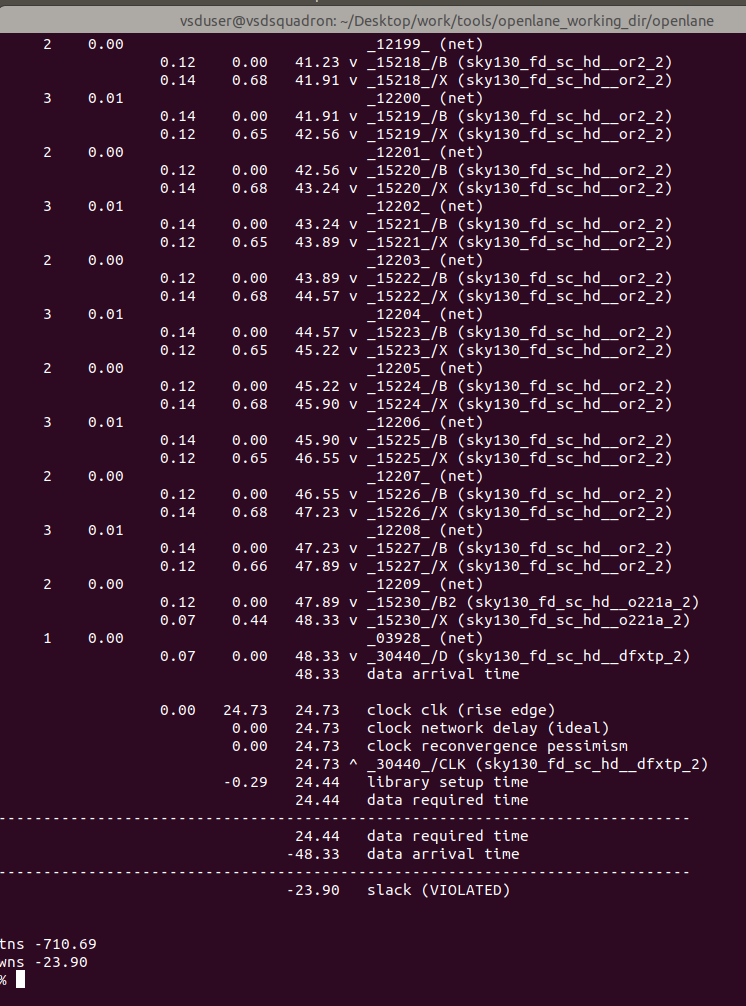 vsduser@vsdsquadron: ~/Desktop/work/tools/openlane_working_dir/openlane
2 0.00 _12199_ (net)
0.12 0.00 41.23 v _15218_/B (sky130_fd_sc_hd__or2_2)
0.14 0.68 41.91 v _15218_/X (sky130_fd_sc_hd__or2_2)
3 0.01 _12200_ (net)
0.14 0.00 41.91 v _15219_/B (sky130_fd_sc_hd__or2_2)
0.12 0.65 42.56 v _15219_/X (sky130_fd_sc_hd__or2_2)
2 0.00 _12201_ (net)
0.12 0.00 42.56 v _15220_/B (sky130_fd_sc_hd__or2_2)
0.14 0.68 43.24 v _15220_/X (sky130_fd_sc_hd__or2_2)
3 0.01 _12202_ (net)
0.14 0.00 43.24 v _15221_/B (sky130_fd_sc_hd__or2_2)
0.12 0.65 43.89 v _15221_/X (sky130_fd_sc_hd__or2_2)
2 0.00 _12203_ (net)
0.12 0.00 43.89 v _15222_/B (sky130_fd_sc_hd__or2_2)
0.14 0.68 44.57 v _15222_/X (sky130_fd_sc_hd__or2_2)
3 0.01 _12204_ (net)
0.14 0.00 44.57 v _15223_/B (sky130_fd_sc_hd__or2_2)
0.12 0.65 45.22 v _15223_/X (sky130_fd_sc_hd__or2_2)
2 0.00 _12205_ (net)
0.12 0.00 45.22 v _15224_/B (sky130_fd_sc_hd__or2_2)
0.14 0.68 45.90 v _15224_/X (sky130_fd_sc_hd__or2_2)
3 0.01 _12206_ (net)
0.14 0.00 45.90 v _15225_/B (sky130_fd_sc_hd__or2_2)
0.12 0.65 46.55 v _15225_/X (sky130_fd_sc_hd__or2_2)
2 0.00 _12207_ (net)
0.12 0.00 46.55 v _15226_/B (sky130_fd_sc_hd__or2_2)
0.14 0.68 47.23 v _15226_/X (sky130_fd_sc_hd__or2_2)
3 0.01 _12208_ (net)
0.14 0.00 47.23 v _15227_/B (sky130_fd_sc_hd__or2_2)
0.12 0.66 47.89 v _15227_/X (sky130_fd_sc_hd__or2_2)
2 0.00 _12209_ (net)
0.12 0.00 47.89 v _15230_/B2 (sky130_fd_sc_hd__o221a_2)
0.07 0.44 48.33 v _15230_/X (sky130_fd_sc_hd__o221a_2)
1 0.00 _03928_ (net)
0.07 0.00 48.33 v _30440_/D (sky130_fd_sc_hd__dfxtp_2)
48.33 data arrival time
0.00 24.73 24.73 clock clk (rise edge)
0.00 24.73 clock network delay (ideal)
0.00 24.73 clock reconvergence pessimism
24.73 ^ _30440_/CLK (sky130_fd_sc_hd__dfxtp_2)
-0.29 24.44 library setup time
24.44 data required time
-----------------------------------------------------------------------------
24.44 data required time
-48.33 data arrival time
-----------------------------------------------------------------------------
-23.90 slack (VIOLATED)
tns -710.69
wns -23.90
%